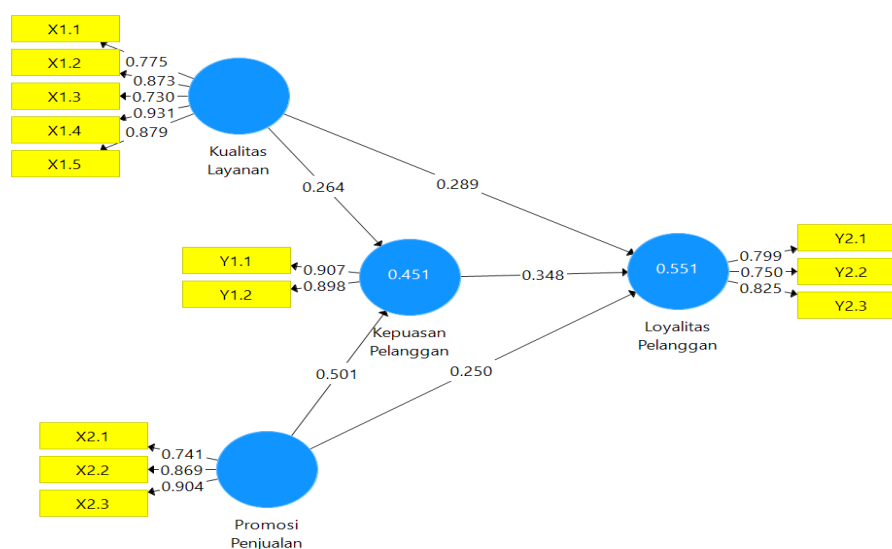 X1.1
X1.2
X1.3
X1.4
X1.5
0.775
0.873
0.730
0.931
0.879
Kualitas
Layanan
0.264
0.289
Y1.1
Y1.2
0.907
0.898
0.451
Kepuasan
Pelanggan
0.348
0.551
Loyalitas
Pelanggan
0.799
0.750
0.825
Y2.1
Y2.2
Y2.3
0.501
0.250
X2.1
X2.2
X2.3
0.741
0.869
0.904
Promosi
Penjualan